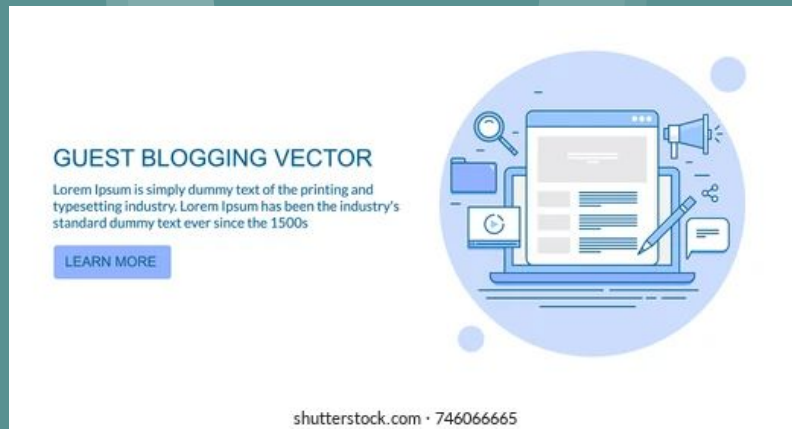 GUEST BLOGGING VECTOR
Lorem Ipsum is simply dummy text of the printing and
typesetting industry. Lorem Ipsum has been the industry's
standard dummy text ever since the 1500s
LEARN MORE
shutterstock.com · 746066665